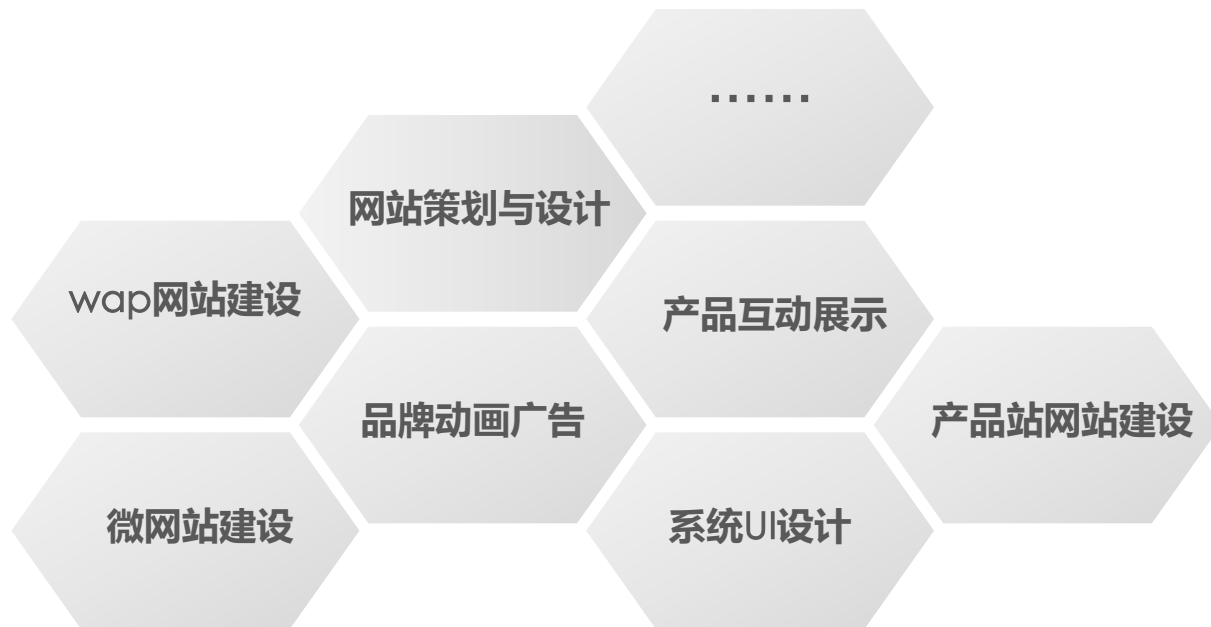 ……
网站策划与设计
wap网站建设
产品互动展示
品牌动画广告
产品站网站建设
微网站建设
系统UI设计